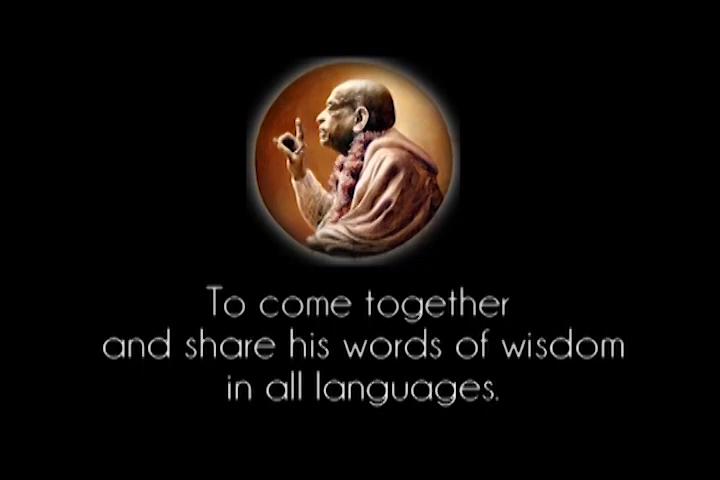 To come together
and share his words of wisdom
in all languages.